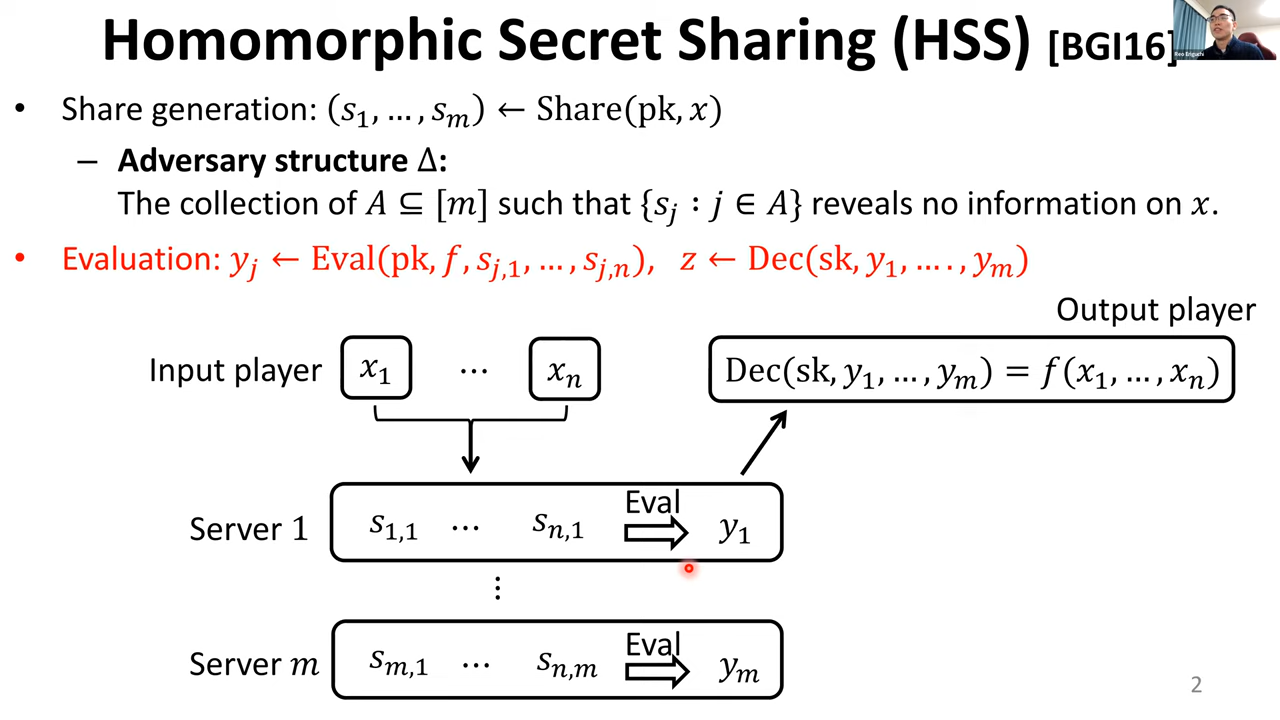 Homomorphic Secret Sharing (HSS) [BGI16]
Reo Eriguchi
• Share generation: (s₁, …, sₘ) ← Share(pk, x)
– Adversary structure Δ:
The collection of A ⊆ [m] such that {sⱼ : j ∈ A} reveals no information on x.
• Evaluation: yⱼ ← Eval(pk, f, sⱼ,₁, …, sⱼ,ₙ), z ← Dec(sk, y₁, … . , yₘ)
Output player
Input player x₁ ⋯ xₙ Dec(sk, y₁, …, yₘ) = f(x₁, …, xₙ)
Server 1 s₁,₁ ⋯ sₙ,₁ Eval y₁
⋮
Server m sₘ,₁ ⋯ sₙ,ₘ Eval yₘ
2